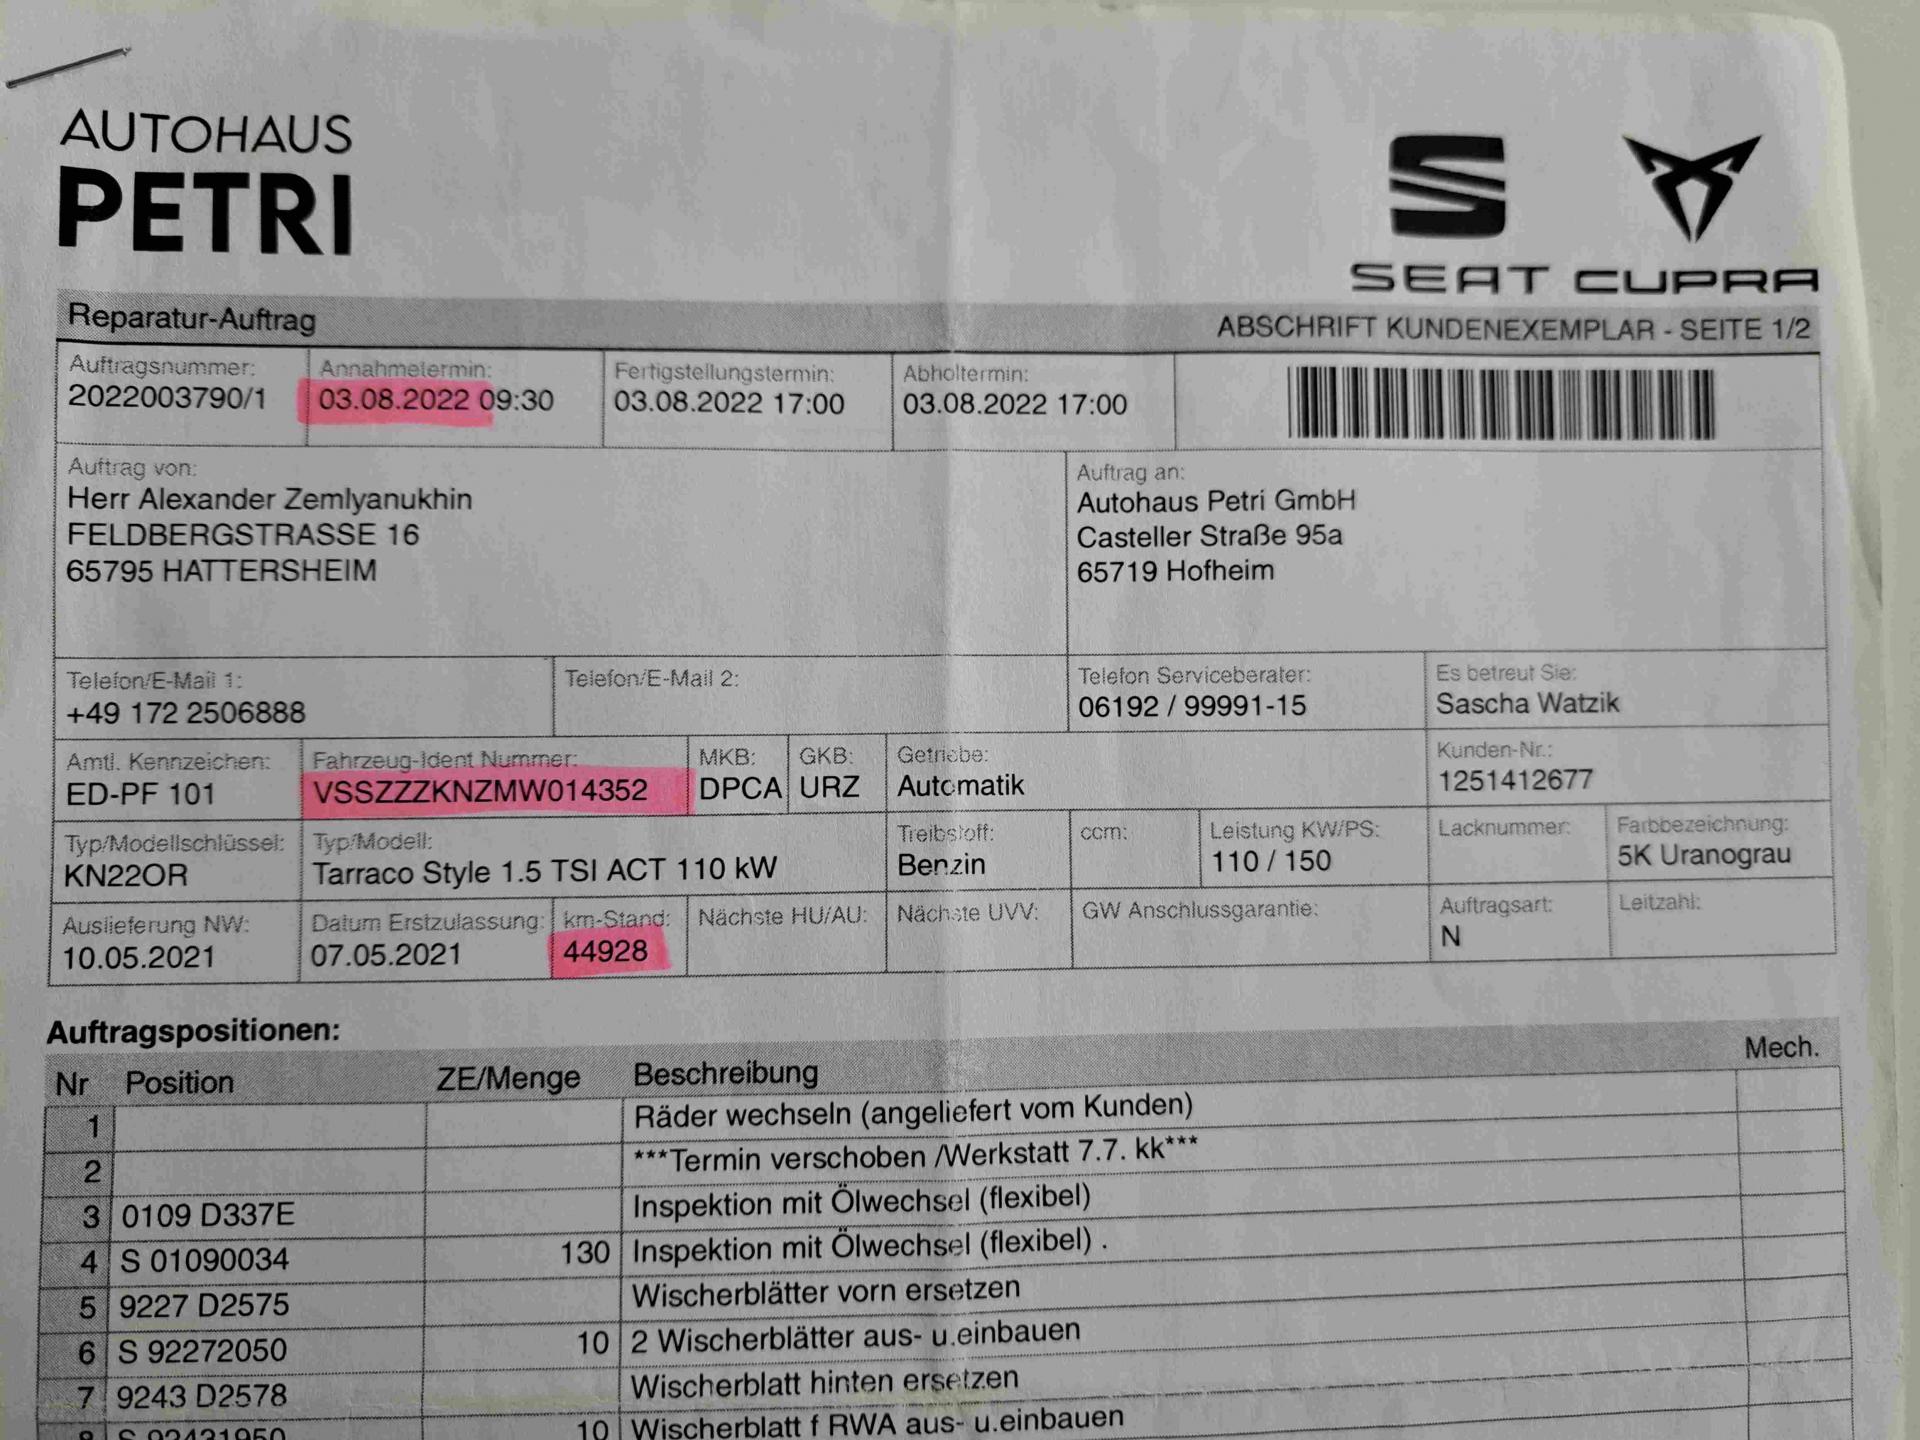 AUTOHAUS
PETRI
SEAT CUPRA
Reparatur-Auftrag
ABSCHRIFT KUNDENEXEMPLAR - SEITE 1/2
Auftragsnummer: Annahmetermin: Fertigstellungstermin: Abholtermin:
2022003790/1 03.08.2022 09:30 03.08.2022 17:00 03.08.2022 17:00
Auftrag von:
Herr Alexander Zemlyanukhin
FELDBERGSTRASSE 16
65795 HATTERSHEIM
Auftrag an:
Autohaus Petri GmbH
Casteller Straße 95a
65719 Hofheim
Telefon/E-Mail 1: Telefon/E-Mail 2: Telefon Serviceberater: Es betreut Sie:
+49 172 2506888 06192 / 99991-15 Sascha Watzik
Amtl. Kennzeichen: Fahrzeug-Ident Nummer: MKB: GKB: Getriebe: Kunden-Nr.:
ED-PF 101 VSSZZZKNZMW014352 DPCA URZ Automatik 1251412677
Typ/Modellschlüssel: Typ/Modell: Treibstoff: ccm: Leistung KW/PS: Lacknummer: Farbbezeichnung:
KN22OR Tarraco Style 1.5 TSI ACT 110 kW Benzin 110 / 150 5K Uranograu
Auslieferung NW: Datum Erstzulassung: km-Stand: Nächste HU/AU: Nächste UVV: GW Anschlussgarantie: Auftragsart: Leitzahl:
10.05.2021 07.05.2021 44928 N
Auftragspositionen:
Nr Position ZE/Menge Beschreibung Mech.
1 Räder wechseln (angeliefert vom Kunden)
2 ***Termin verschoben /Werkstatt 7.7. kk***
3 0109 D337E Inspektion mit Ölwechsel (flexibel)
4 S 01090034 130 Inspektion mit Ölwechsel (flexibel) .
5 9227 D2575 Wischerblätter vorn ersetzen
6 S 92272050 10 2 Wischerblätter aus- u.einbauen
7 9243 D2578 Wischerblatt hinten ersetzen
8 S 92431950 10 Wischerblatt f RWA aus- u.einbauen